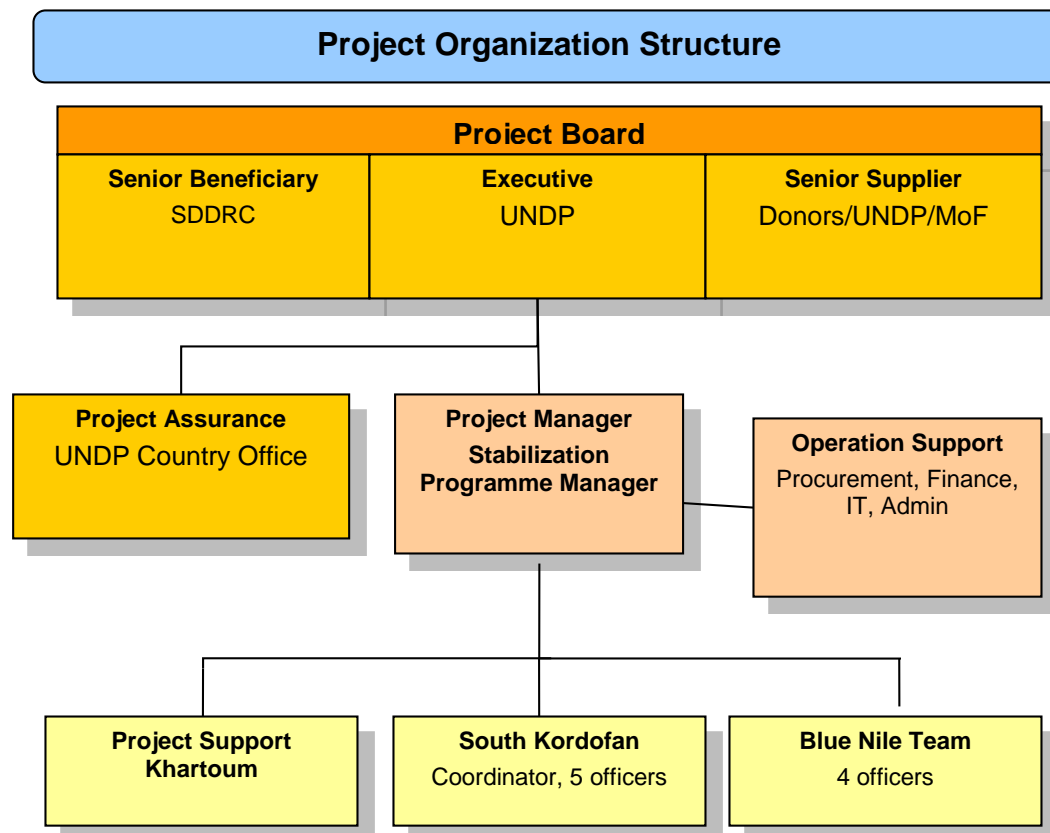 Project Organization Structure
Project Board
Senior Beneficiary
SDDRC
Executive
UNDP
Senior Supplier
Donors/UNDP/MoF
Project Assurance
UNDP Country Office
Project Manager
Stabilization
Programme Manager
Operation Support
Procurement, Finance,
IT, Admin
Project Support
Khartoum
South Kordofan
Coordinator, 5 officers
Blue Nile Team
4 officers